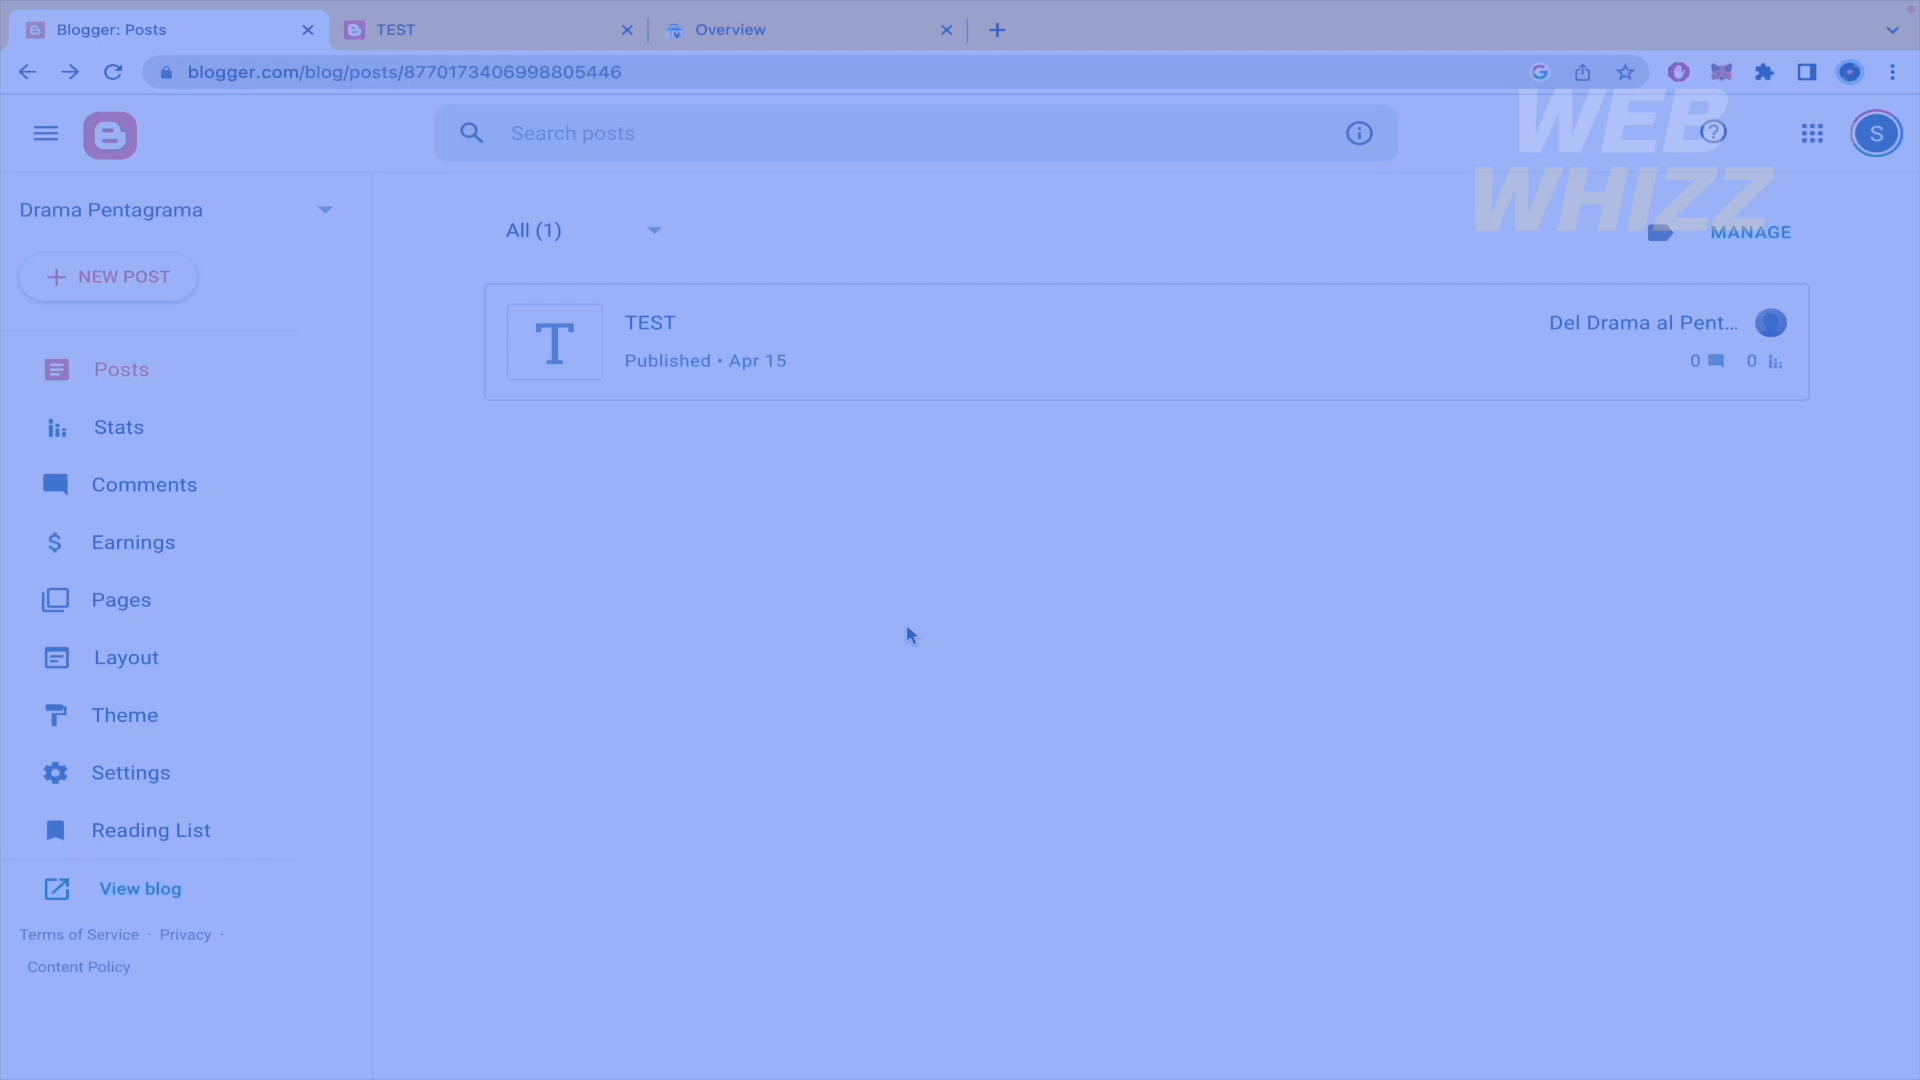 Blogger: Posts
TEST
Overview
blogger.com/blog/posts/8770173406998805446
Search posts
S
WEB
WHIZZ
Drama Pentagrama
All (1)
MANAGE
NEW POST
T
TEST
Del Drama al Pent...
Published • Apr 15
0
0
Posts
Stats
Comments
Earnings
Pages
Layout
Theme
Settings
Reading List
View blog
Terms of Service · Privacy ·
Content Policy